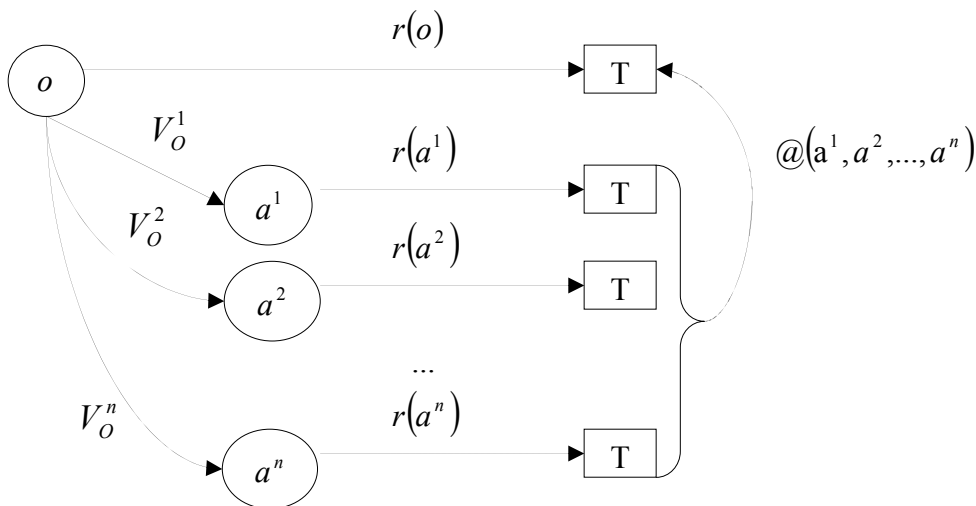 r(o)
o T
V_O^1 r(a^1) @(a^1, a^2, ..., a^n)
T
a^1
V_O^2 r(a^2)
a^2 T
...
V_O^n r(a^n)
a^n T